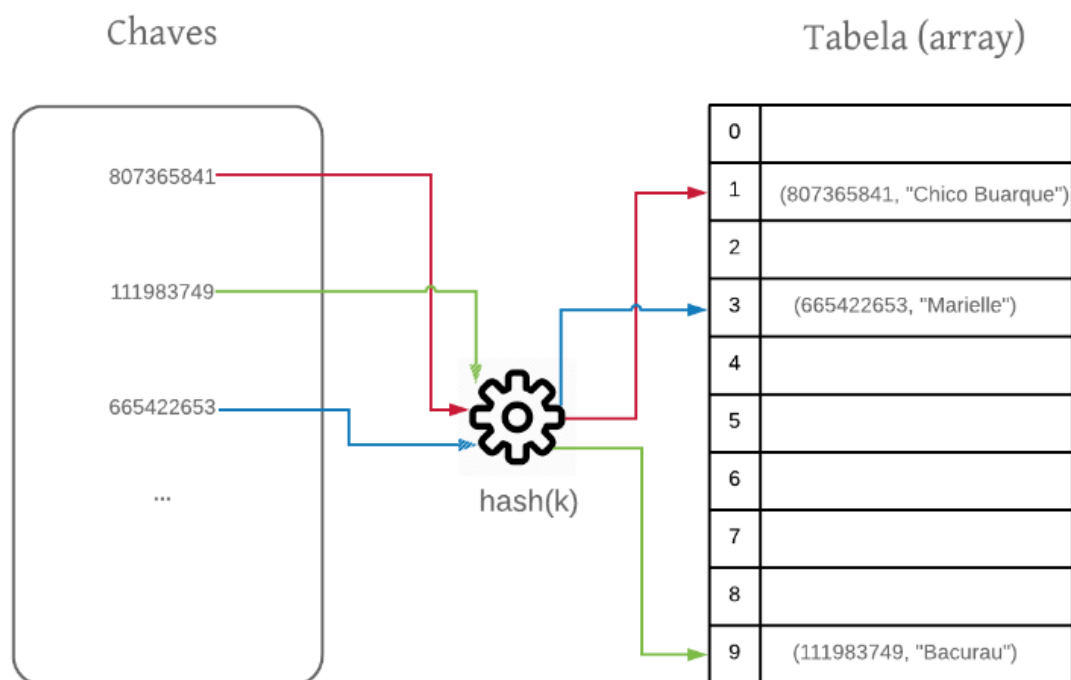 Chaves
Tabela (array)
807365841
111983749
665422653
...
hash(k)
0
1 (807365841, "Chico Buarque")
2
3 (665422653, "Marielle")
4
5
6
7
8
9 (111983749, "Bacurau")